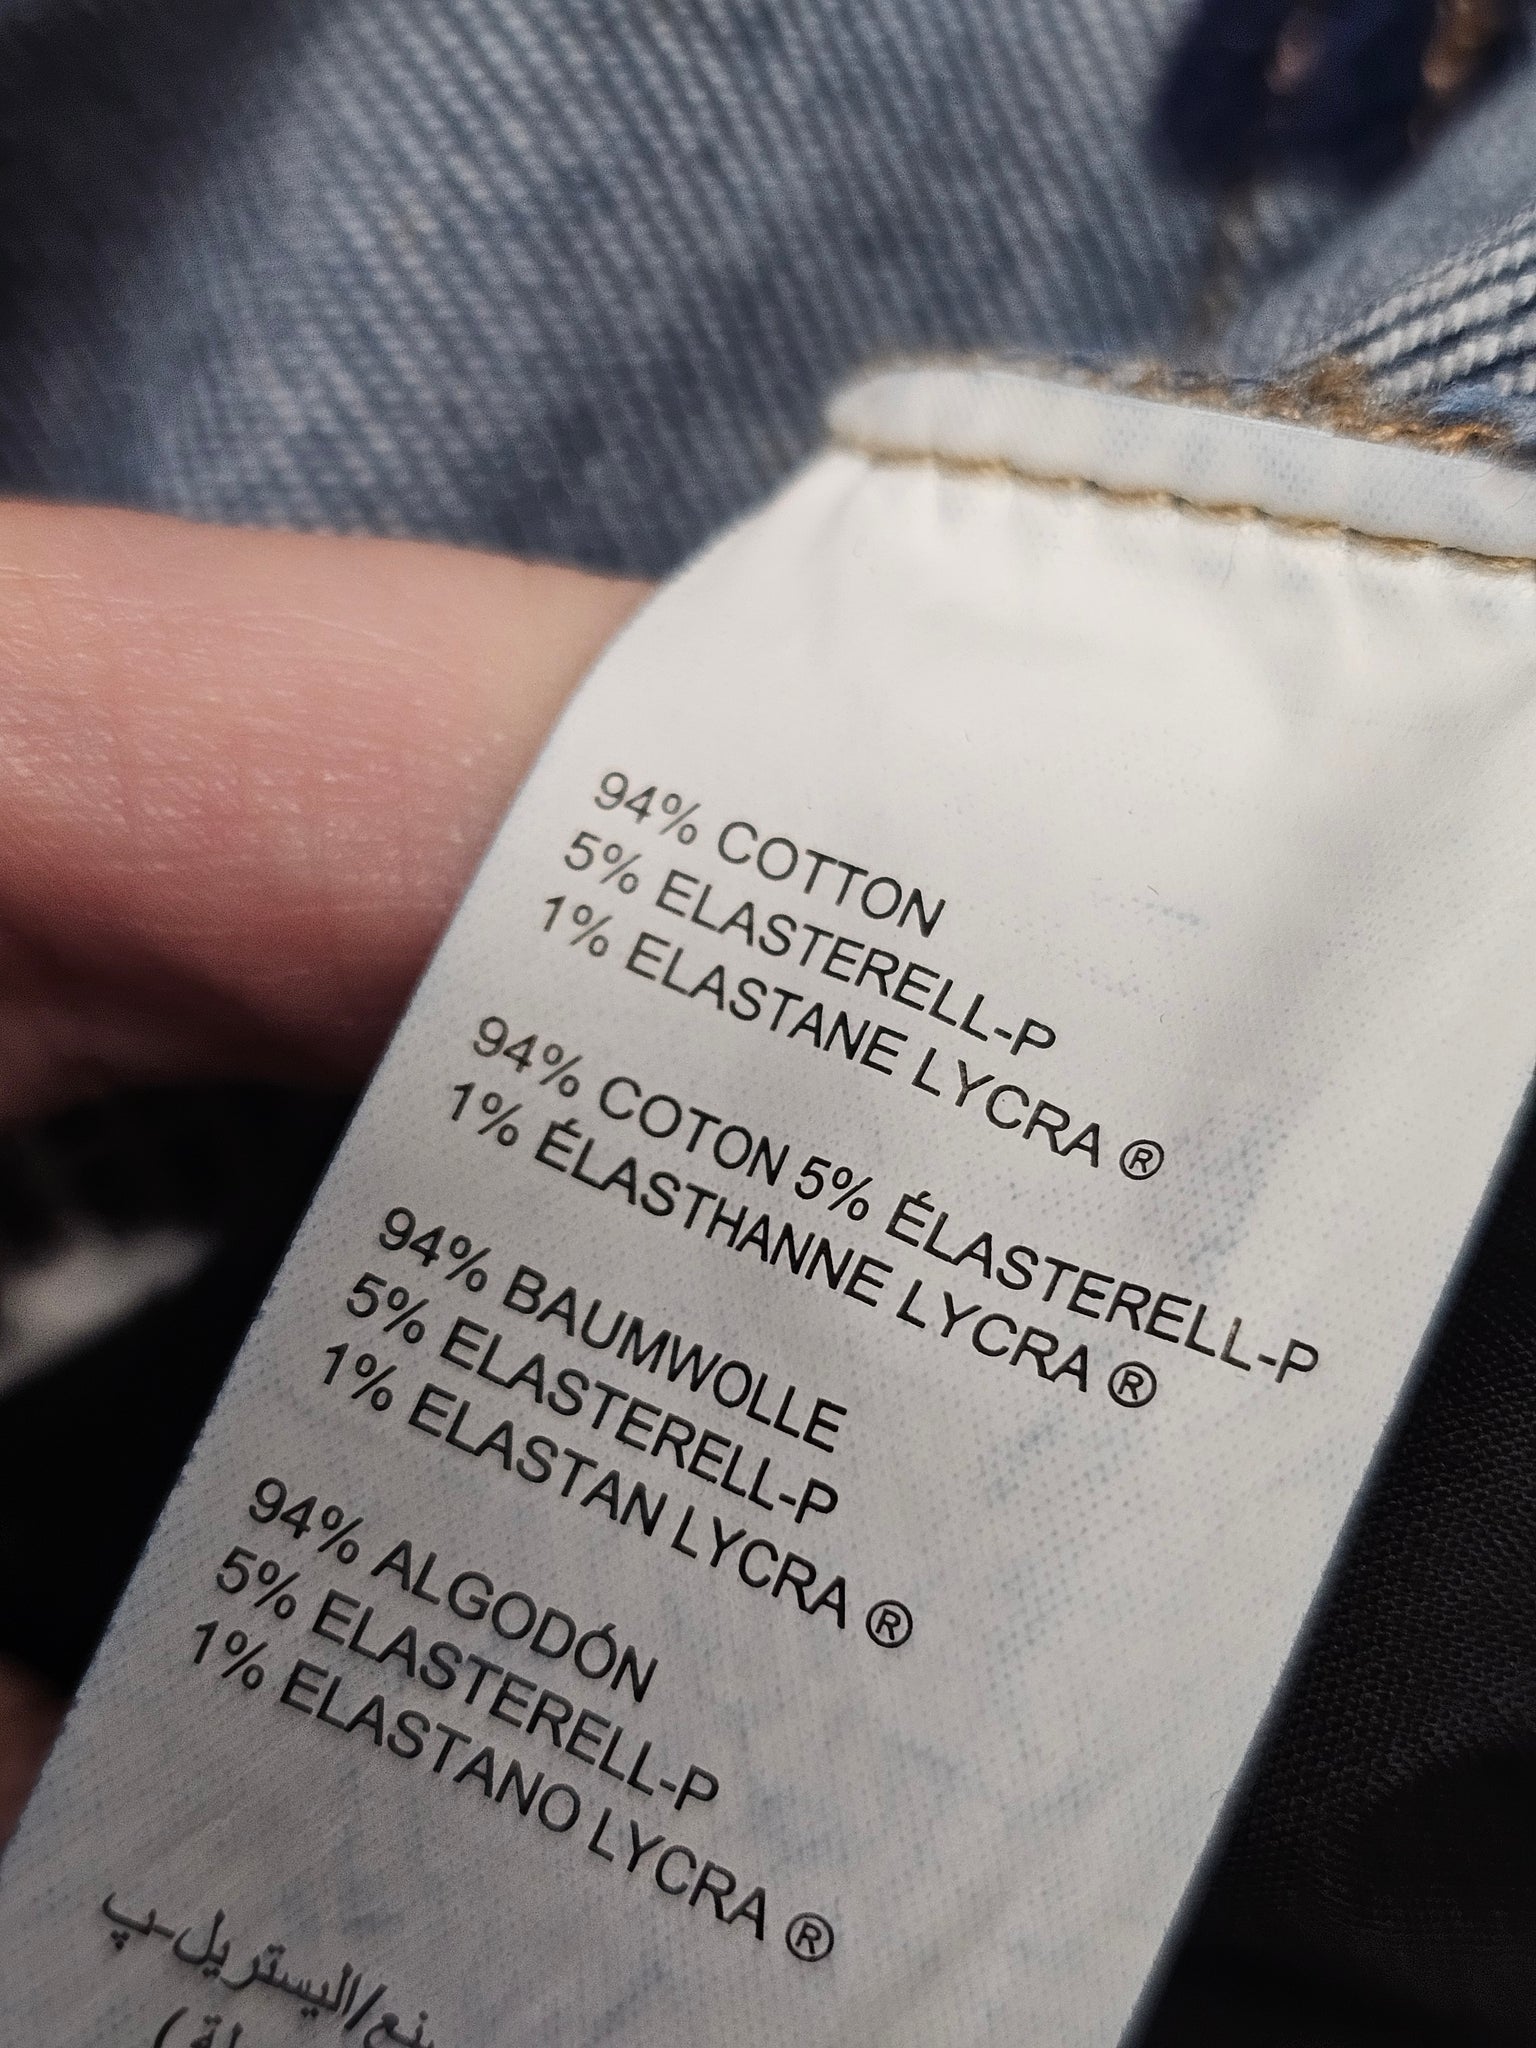 94% COTTON
5% ELASTERELL-P
1% ELASTANE LYCRA ®
94% COTON 5% ÉLASTERELL-P
1% ÉLASTHANNE LYCRA ®
94% BAUMWOLLE
5% ELASTERELL-P
1% ELASTAN LYCRA ®
94% ALGODÓN
5% ELASTERELL-P
1% ELASTANO LYCRA ®
/اليستريل-پ